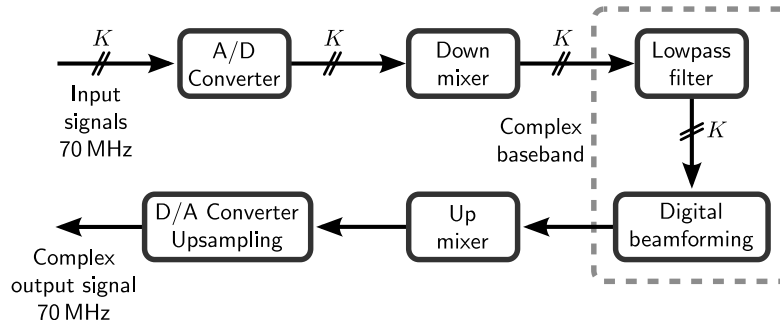 K
A/D
Converter
K
Down
mixer
K
Lowpass
filter
Input
signals
70 MHz
Complex
baseband
K
D/A Converter
Upsampling
Up
mixer
Digital
beamforming
Complex
output signal
70 MHz